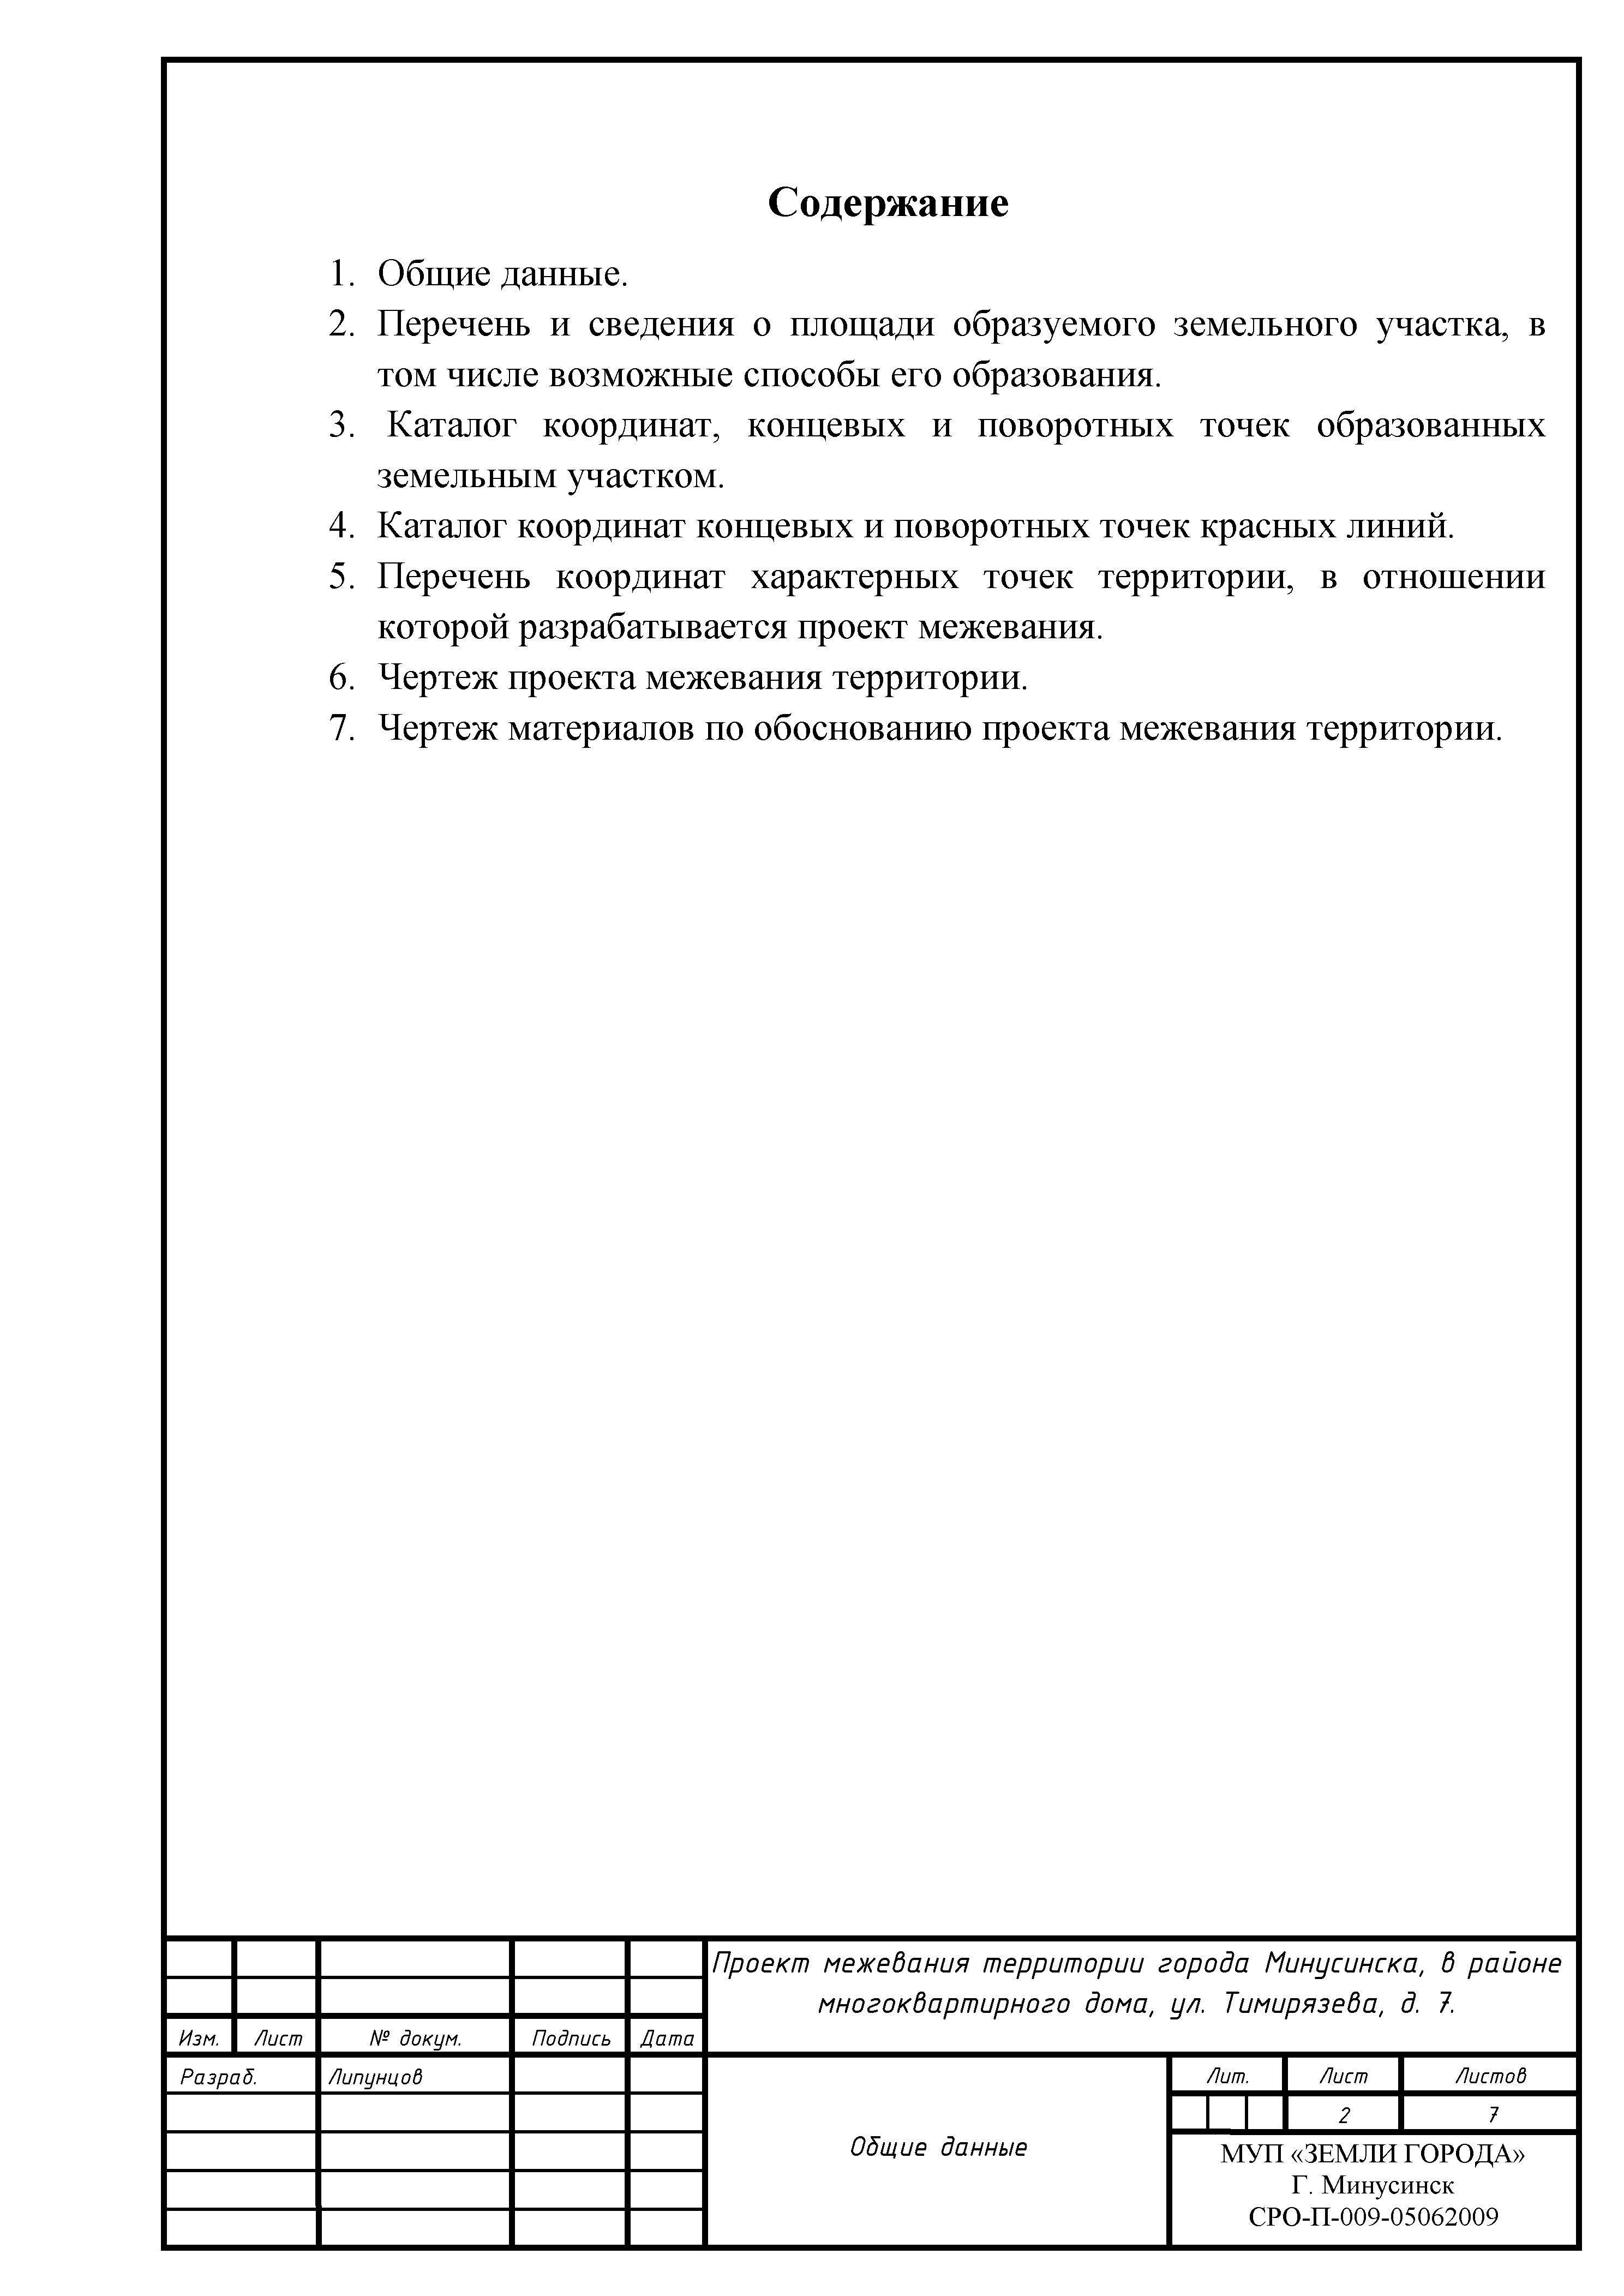 Содержание
1. Общие данные.
2. Перечень и сведения о площади образуемого земельного участка, в
том числе возможные способы его образования.
3. Каталог координат, концевых и поворотных точек образованных
земельным участком.
4. Каталог координат концевых и поворотных точек красных линий.
5. Перечень координат характерных точек территории, в отношении
которой разрабатывается проект межевания.
6. Чертеж проекта межевания территории.
7. Чертеж материалов по обоснованию проекта межевания территории.
Проект межевания территории города Минусинска, в районе
многоквартирного дома, ул. Тимирязева, д. 7.
Изм. Лист № докум. Подпись Дата
Разраб. Липунцов
Общие данные
Лит. Лист Листов
2 7
МУП «ЗЕМЛИ ГОРОДА»
Г. Минусинск
СРО-П-009-05062009